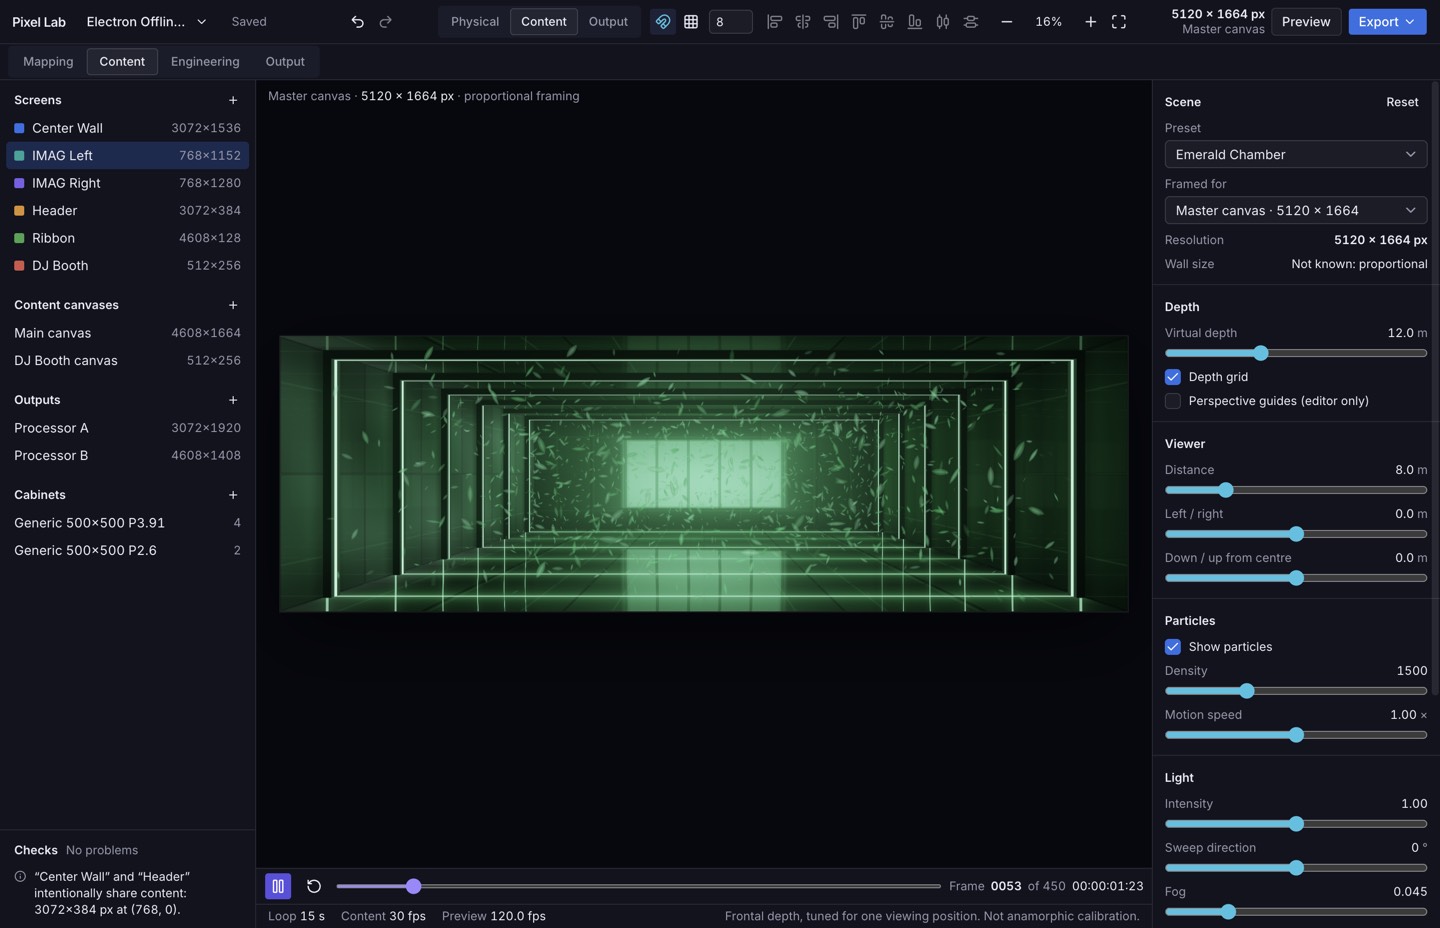 Pixel Lab
Electron Offlin...
Saved
Physical
Content
Output
8
16%
5120 × 1664 px
Master canvas
Preview
Export
Mapping
Content
Engineering
Output
Screens
Center Wall 3072×1536
IMAG Left 768×1152
IMAG Right 768×1280
Header 3072×384
Ribbon 4608×128
DJ Booth 512×256
Content canvases
Main canvas 4608×1664
DJ Booth canvas 512×256
Outputs
Processor A 3072×1920
Processor B 4608×1408
Cabinets
Generic 500×500 P3.91 4
Generic 500×500 P2.6 2
Checks No problems
“Center Wall” and “Header”
intentionally share content:
3072×384 px at (768, 0).
Master canvas · 5120 × 1664 px · proportional framing
Frame 0053 of 450 00:00:01:23
Loop 15 s Content 30 fps Preview 120.0 fps
Frontal depth, tuned for one viewing position. Not anamorphic calibration.
Scene
Reset
Preset
Emerald Chamber
Framed for
Master canvas · 5120 × 1664
Resolution 5120 × 1664 px
Wall size Not known: proportional
Depth
Virtual depth 12.0 m
Depth grid
Perspective guides (editor only)
Viewer
Distance 8.0 m
Left / right 0.0 m
Down / up from centre 0.0 m
Particles
Show particles
Density 1500
Motion speed 1.00 ×
Light
Intensity 1.00
Sweep direction 0 °
Fog 0.045